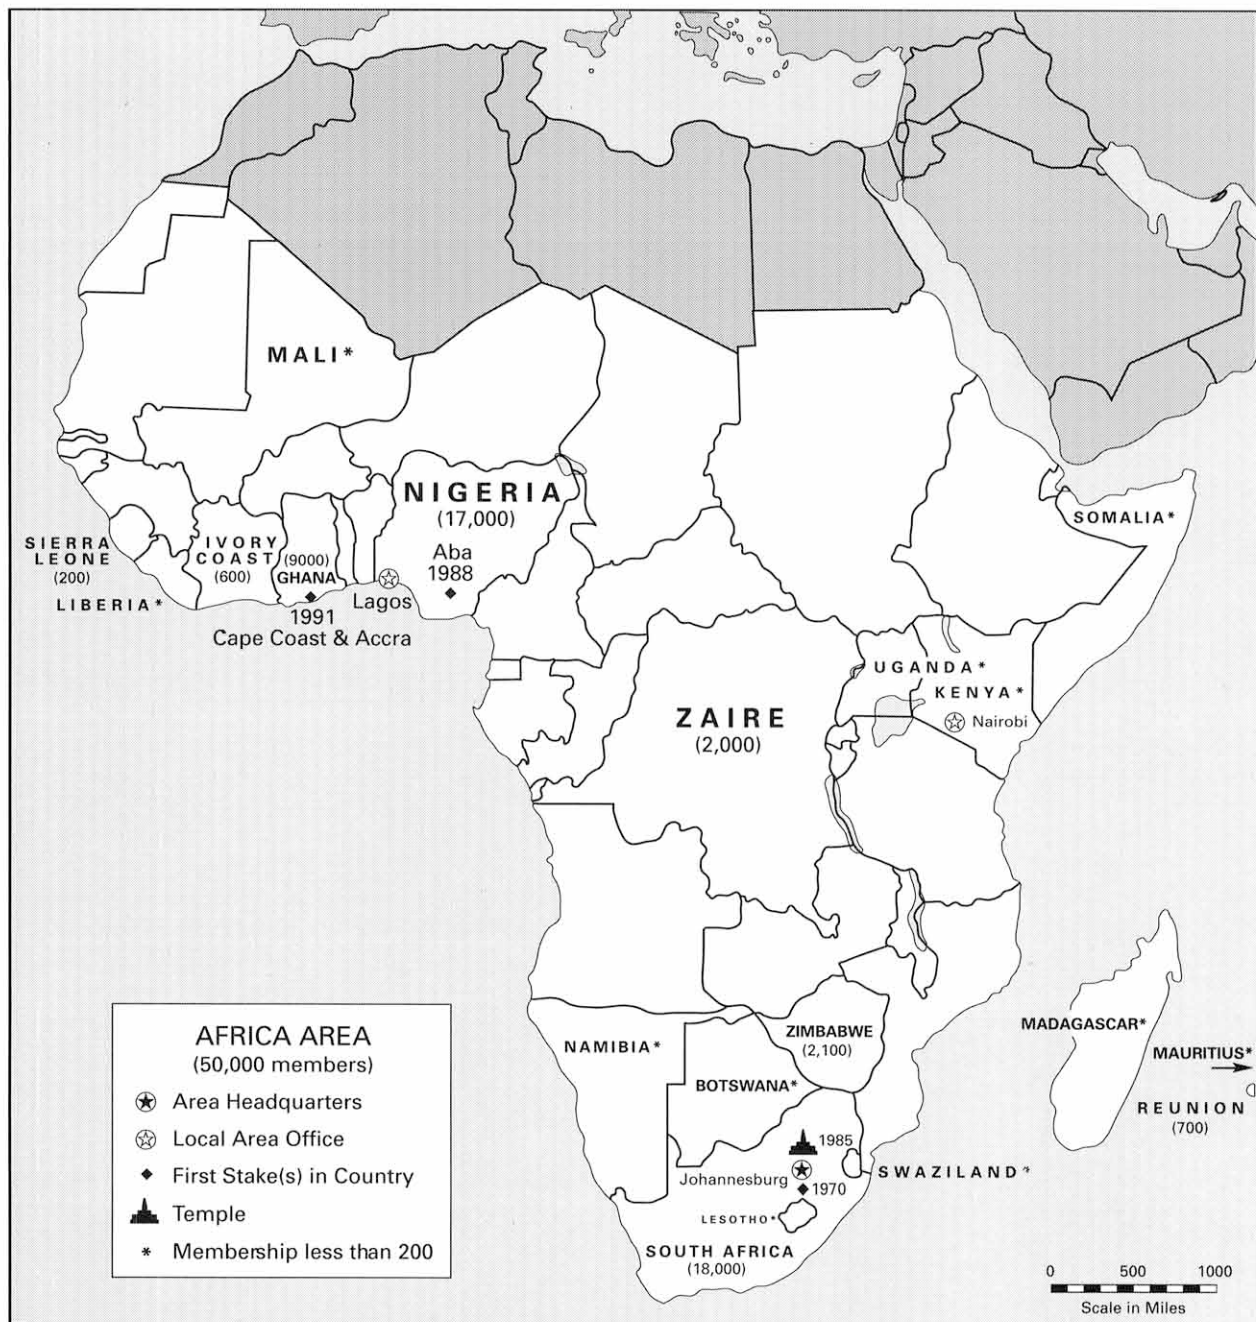 MALI*
NIGERIA
(17,000)
Aba
1988
SIERRA
LEONE
(200)
IVORY
COAST
(600)
(9000)
GHANA
LIBERIA*
1991
Cape Coast & Accra
Lagos
SOMALIA*
UGANDA*
KENYA*
Nairobi
ZAIRE
(2,000)
ZIMBABWE
(2,100)
NAMIBIA*
BOTSWANA*
MADAGASCAR*
MAURITIUS*
REUNION
(700)
1985
Johannesburg
1970
SWAZILAND*
LESOTHO*
SOUTH AFRICA
(18,000)
AFRICA AREA
(50,000 members)
Area Headquarters
Local Area Office
First Stake(s) in Country
Temple
* Membership less than 200
0 500 1000
Scale in Miles